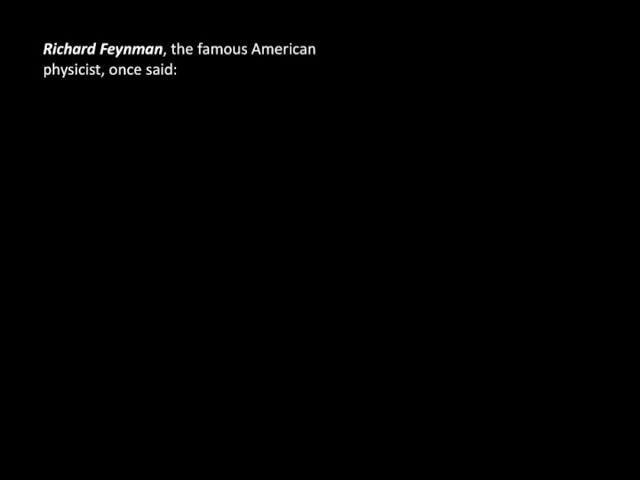 Richard Feynman, the famous American
physicist, once said: